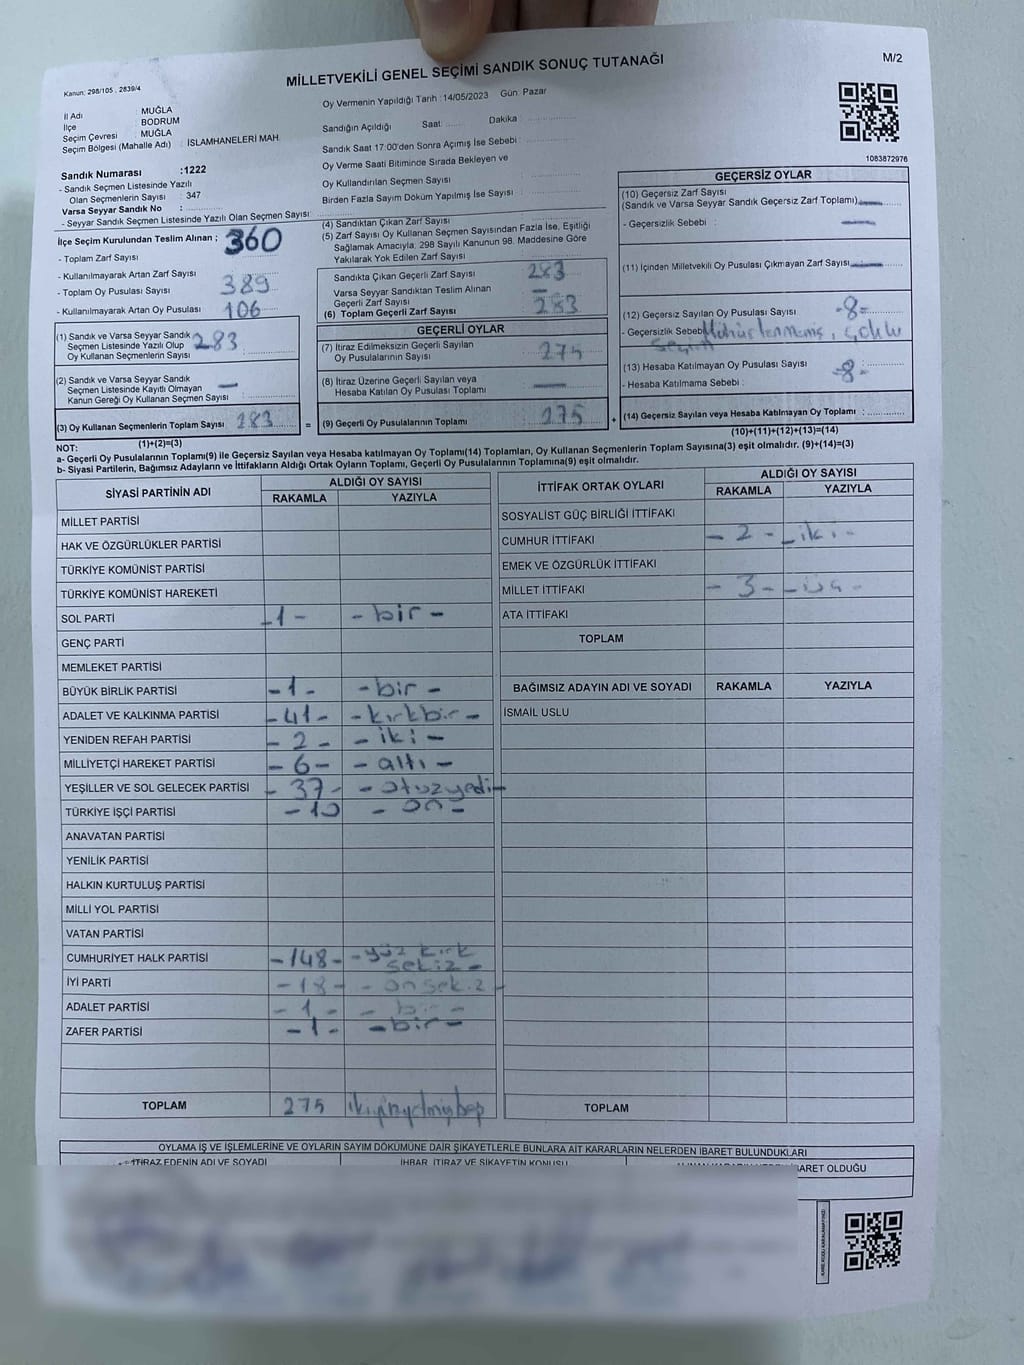 MİLLETVEKİLİ GENEL SEÇİMİ SANDIK SONUÇ TUTANAĞI
M/2
Kanun: 298/105 , 2839/4
İl Adı : MUĞLA
İlçe BODRUM
Seçim Çevresi : MUĞLA
Seçim Bölgesi (Mahalle Adı) : İSLAMHANELERİ MAH.
Sandık Numarası :1222
- Sandık Seçmen Listesinde Yazılı
Olan Seçmenlerin Sayısı : 347
Varsa Seyyar Sandık No :
- Seyyar Sandık Seçmen Listesinde Yazılı Olan Seçmen Sayısı
Oy Vermenin Yapıldığı Tarih :14/05/2023 Gün: Pazar
Sandığın Açıldığı Saat Dakika
Sandık Saat 17:00'den Sonra Açımış İse Sebebi :
Oy Verme Saati Bitiminde Sırada Bekleyen ve
Oy Kullandırılan Seçmen Sayısı :
Birden Fazla Sayım Döküm Yapılmış İse Sayısı :
1083872976
İlçe Seçim Kurulundan Teslim Alınan ;
- Toplam Zarf Sayısı 360
- Kullanılmayarak Artan Zarf Sayısı
- Toplam Oy Pusulası Sayısı 389
- Kullanılmayarak Artan Oy Pusulası 106
(1) Sandık ve Varsa Seyyar Sandık
Seçmen Listesinde Yazılı Olup
Oy Kullanan Seçmenlerin Sayısı 283
(2) Sandık ve Varsa Seyyar Sandık
Seçmen Listesinde Kayıtlı Olmayan
Kanun Gereği Oy Kullanan Seçmen Sayısı : —
(3) Oy Kullanan Seçmenlerin Toplam Sayısı 283
(1)+(2)=(3)
(4) Sandıktan Çıkan Zarf Sayısı
(5) Zarf Sayısı Oy Kullanan Seçmen Sayısından Fazla İse, Eşitliği
Sağlamak Amacıyla, 298 Sayılı Kanunun 98. Maddesine Göre
Yakılarak Yok Edilen Zarf Sayısı
Sandıkta Çıkan Geçerli Zarf Sayısı 283
Varsa Seyyar Sandıktan Teslim Alınan
Geçerli Zarf Sayısı —
(6) Toplam Geçerli Zarf Sayısı 283
GEÇERLİ OYLAR
(7) İtiraz Edilmeksizin Geçerli Sayılan
Oy Pusulalarının Sayısı 275
(8) İtiraz Üzerine Geçerli Sayılan veya
Hesaba Katılan Oy Pusulası Toplamı —
= (9) Geçerli Oy Pusulalarının Toplamı 275 +
GEÇERSİZ OYLAR
(10) Geçersiz Zarf Sayısı
(Sandık ve Varsa Seyyar Sandık Geçersiz Zarf Toplamı) —
- Geçersizlik Sebebi : —
(11) İçinden Milletvekili Oy Pusulası Çıkmayan Zarf Sayısı —
(12) Geçersiz Sayılan Oy Pusulası Sayısı -8-
- Geçersizlik Sebebi Mühürlenmemiş, çoklu
seçim
(13) Hesaba Katılmayan Oy Pusulası Sayısı -8-
- Hesaba Katılmama Sebebi :
(14) Geçersiz Sayılan veya Hesaba Katılmayan Oy Toplamı :
(10)+(11)+(12)+(13)=(14)
NOT:
a- Geçerli Oy Pusulalarının Toplamı(9) ile Geçersiz Sayılan veya Hesaba katılmayan Oy Toplamı(14) Toplamları, Oy Kullanan Seçmenlerin Toplam Sayısına(3) eşit olmalıdır. (9)+(14)=(3)
b- Siyasi Partilerin, Bağımsız Adayların ve İttifakların Aldığı Ortak Oyların Toplamı, Geçerli Oy Pusulalarının Toplamına(9) eşit olmalıdır.
SİYASİ PARTİNİN ADI ALDIĞI OY SAYISI
RAKAMLA YAZIYLA
MİLLET PARTİSİ
HAK VE ÖZGÜRLÜKLER PARTİSİ
TÜRKİYE KOMÜNİST PARTİSİ
TÜRKİYE KOMÜNİST HAREKETİ
SOL PARTİ -1- -bir-
GENÇ PARTİ
MEMLEKET PARTİSİ
BÜYÜK BİRLİK PARTİSİ -1- -bir-
ADALET VE KALKINMA PARTİSİ -41- -kırkbir-
YENİDEN REFAH PARTİSİ -2- -iki-
MİLLİYETÇİ HAREKET PARTİSİ -6- -altı-
YEŞİLLER VE SOL GELECEK PARTİSİ -37- -otuzyedi-
TÜRKİYE İŞÇİ PARTİSİ -10 -on-
ANAVATAN PARTİSİ
YENİLİK PARTİSİ
HALKIN KURTULUŞ PARTİSİ
MİLLİ YOL PARTİSİ
VATAN PARTİSİ
CUMHURİYET HALK PARTİSİ -148- -yüz kırk
sekiz-
İYİ PARTİ -18- -onsekiz-
ADALET PARTİSİ -1- -bir-
ZAFER PARTİSİ -1- -bir-
TOPLAM 275 ikiyüzyetmişbeş
İTTİFAK ORTAK OYLARI ALDIĞI OY SAYISI
RAKAMLA YAZIYLA
SOSYALİST GÜÇ BİRLİĞİ İTTİFAKI
CUMHUR İTTİFAKI -2- -iki-
EMEK VE ÖZGÜRLÜK İTTİFAKI
MİLLET İTTİFAKI -3- -üç-
ATA İTTİFAKI
TOPLAM
BAĞIMSIZ ADAYIN ADI VE SOYADI RAKAMLA YAZIYLA
İSMAİL USLU
TOPLAM
OYLAMA İŞ VE İŞLEMLERİNE VE OYLARIN SAYIM DÖKÜMÜNE DAİR ŞİKAYETLERLE BUNLARA AİT KARARLARIN NELERDEN İBARET BULUNDUKLARI
İTİRAZ EDENİN ADI VE SOYADI İHBAR, İTİRAZ VE ŞİKAYETİN KONUSU İBARET OLDUĞU